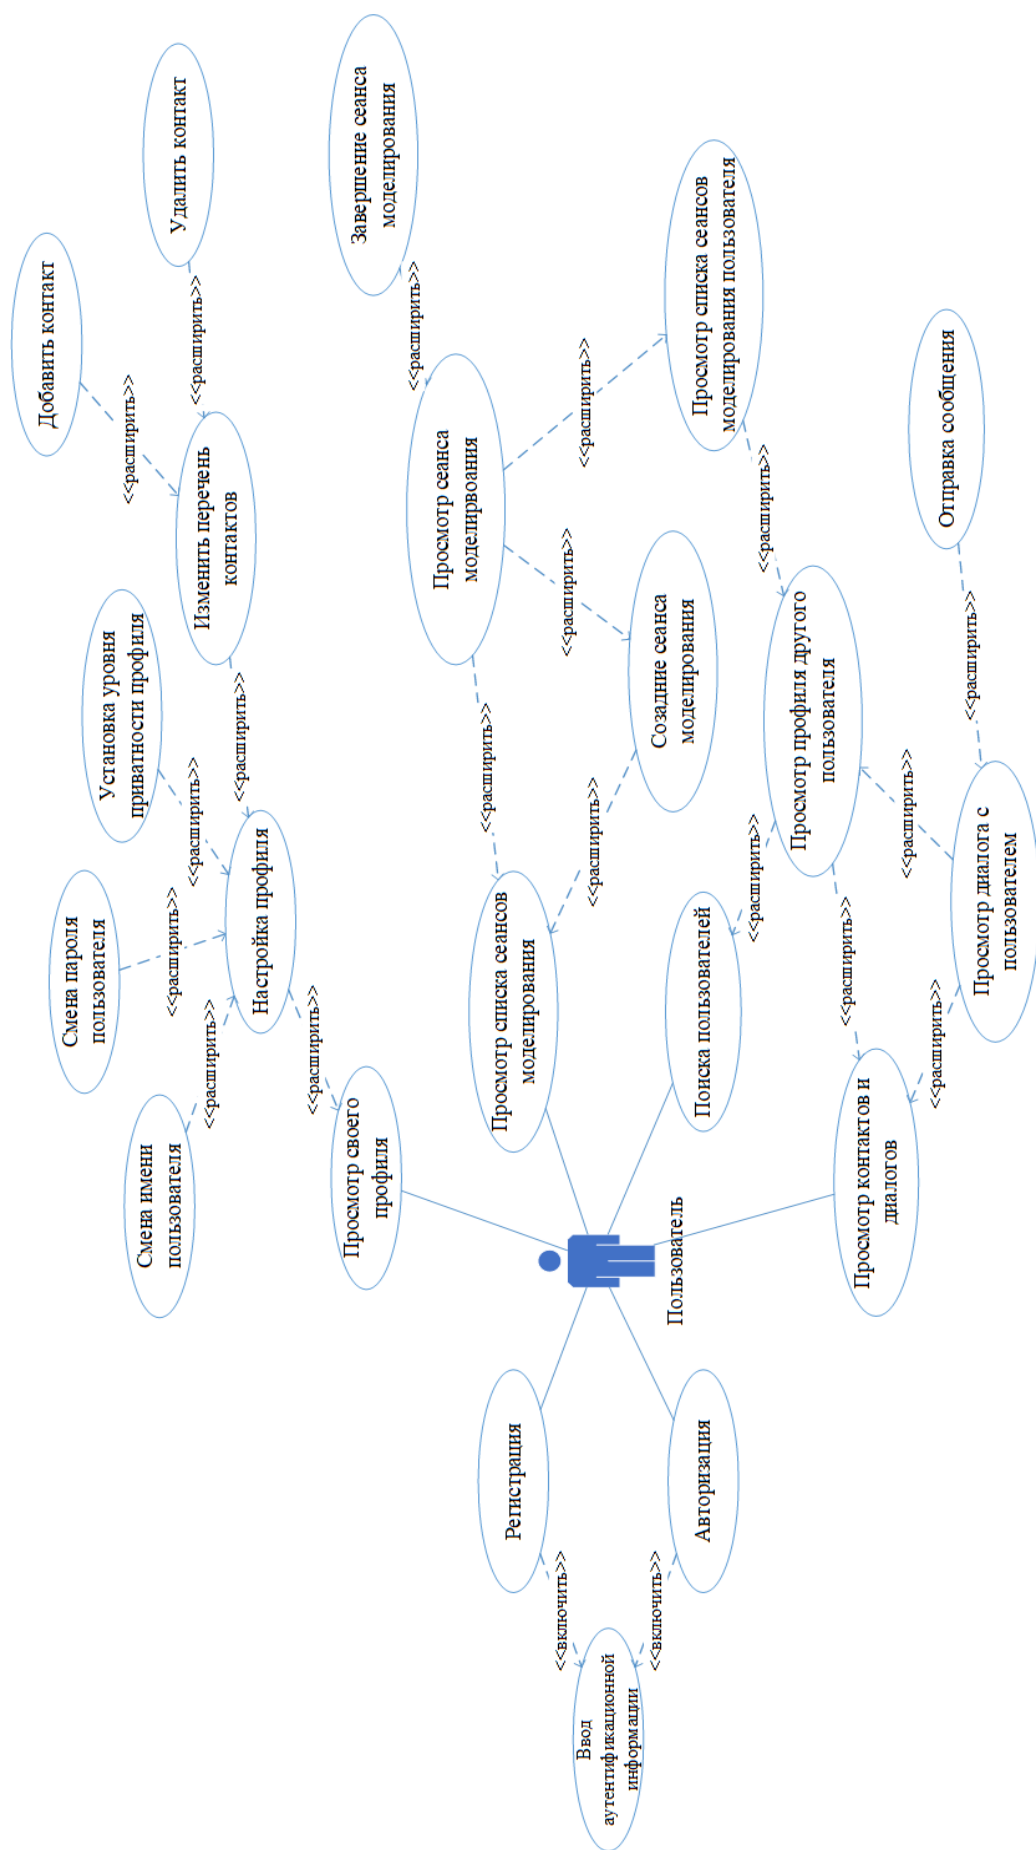 Добавить контакт
Смена пароля
пользователя
Установка уровня
приватности профиля
<<расширить>>
Удалить контакт
Смена имени
пользователя
<<расширить>>
<<расширить>>
<<расширить>>
<<расширить>>
Изменить перечень
контактов
<<расширить>>
Настройка профиля
<<расширить>>
Просмотр своего
профиля
Завершение сеанса
моделирования
<<расширить>>
Просмотр сеанса
моделирвоания
<<расширить>>
Просмотр списка сеансов
моделирования
Регистрация
<<включить>>
<<расширить>>
<<расширить>>
<<расширить>>
Ввод
аутентификационной
информации
Созадние сеанса
моделирования
Пользователь
<<включить>>
Авторизация
Поиска пользователей
Просмотр списка сеансов
моделирования пользователя
<<расширить>>
<<расширить>>
Просмотр профиля другого
пользователя
<<расширить>>
Просмотр контактов и
диалогов
<<расширить>>
<<расширить>>
Отправка сообщения
<<расширить>>
Просмотр диалога с
пользователем